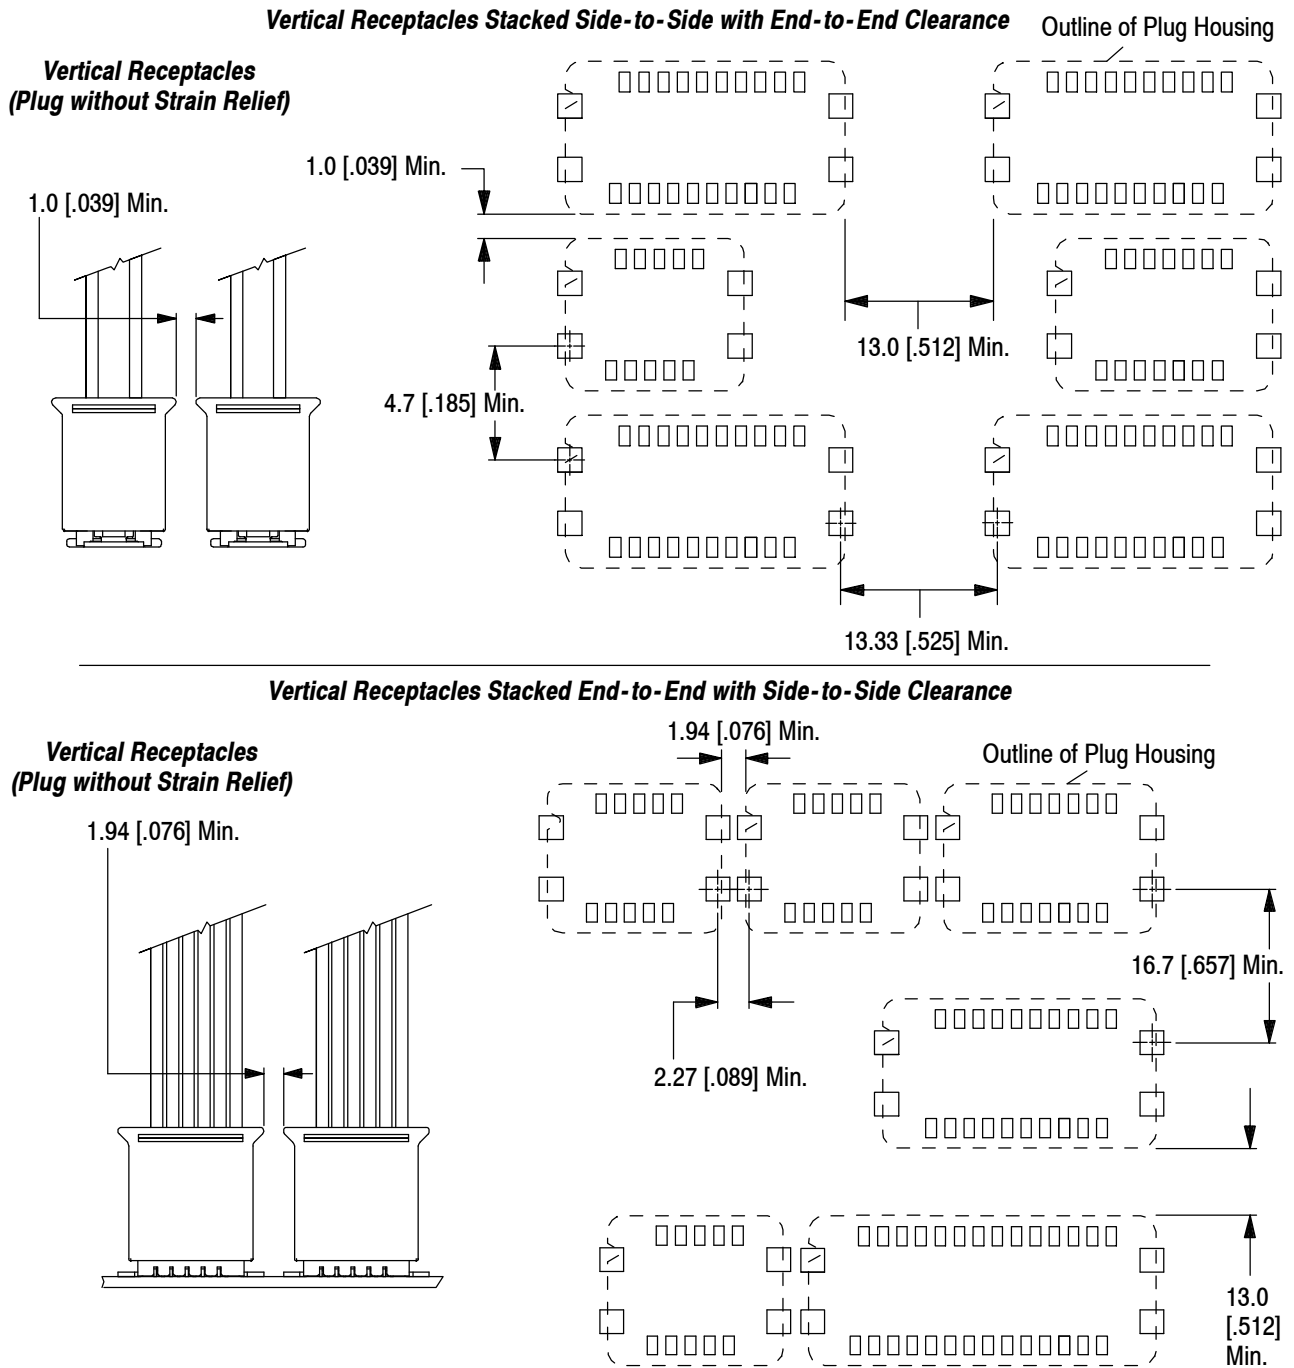 Vertical Receptacles Stacked Side-to-Side with End-to-End Clearance
Outline of Plug Housing
Vertical Receptacles
(Plug without Strain Relief)
1.0 [.039] Min.
1.0 [.039] Min.
13.0 [.512] Min.
4.7 [.185] Min.
13.33 [.525] Min.
Vertical Receptacles Stacked End-to-End with Side-to-Side Clearance
1.94 [.076] Min.
Vertical Receptacles
(Plug without Strain Relief)
Outline of Plug Housing
1.94 [.076] Min.
16.7 [.657] Min.
2.27 [.089] Min.
13.0
[.512]
Min.